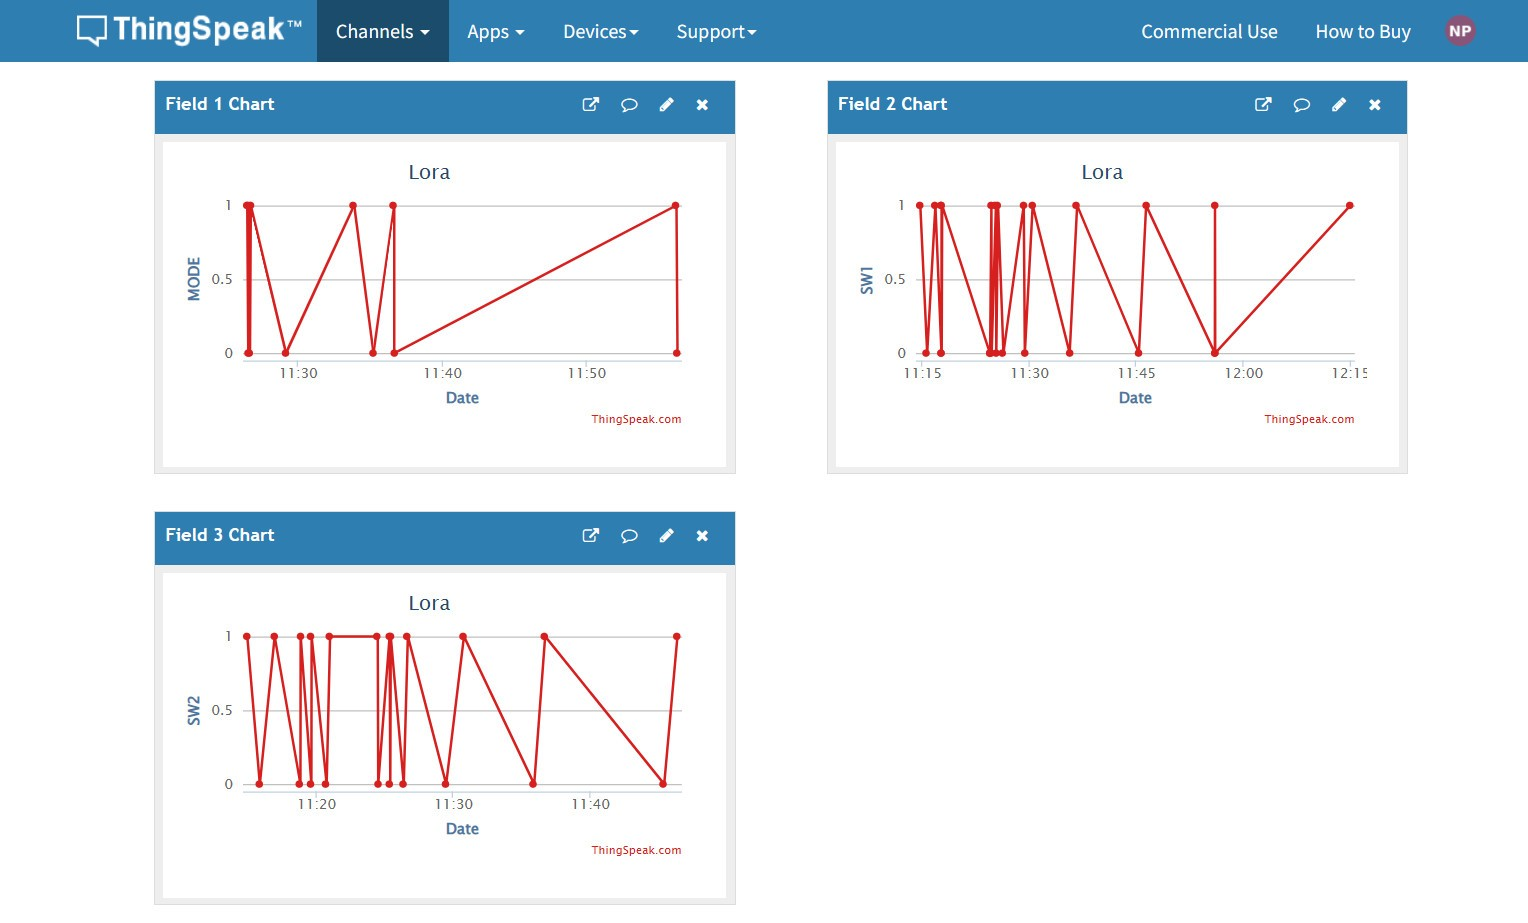 ThingSpeak™ Channels Apps Devices Support Commercial Use How to Buy NP
Field 1 Chart
Lora
MODE
1
0.5
0
11:30 11:40 11:50
Date
ThingSpeak.com
Field 2 Chart
Lora
SW1
1
0.5
0
11:15 11:30 11:45 12:00 12:15
Date
ThingSpeak.com
Field 3 Chart
Lora
SW2
1
0.5
0
11:20 11:30 11:40
Date
ThingSpeak.com